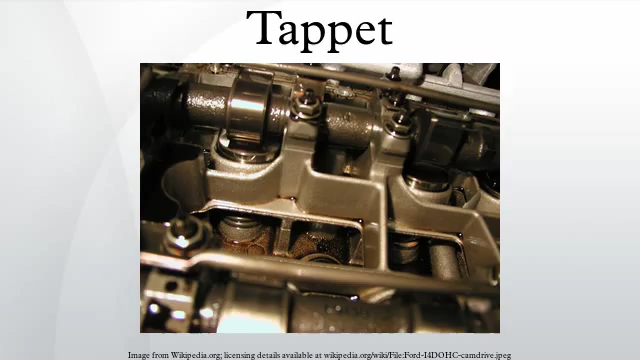 Tappet
Image from Wikipedia.org; licensing details available at wikipedia.org/wiki/File:Ford-I4DOHC-camdrive.jpeg